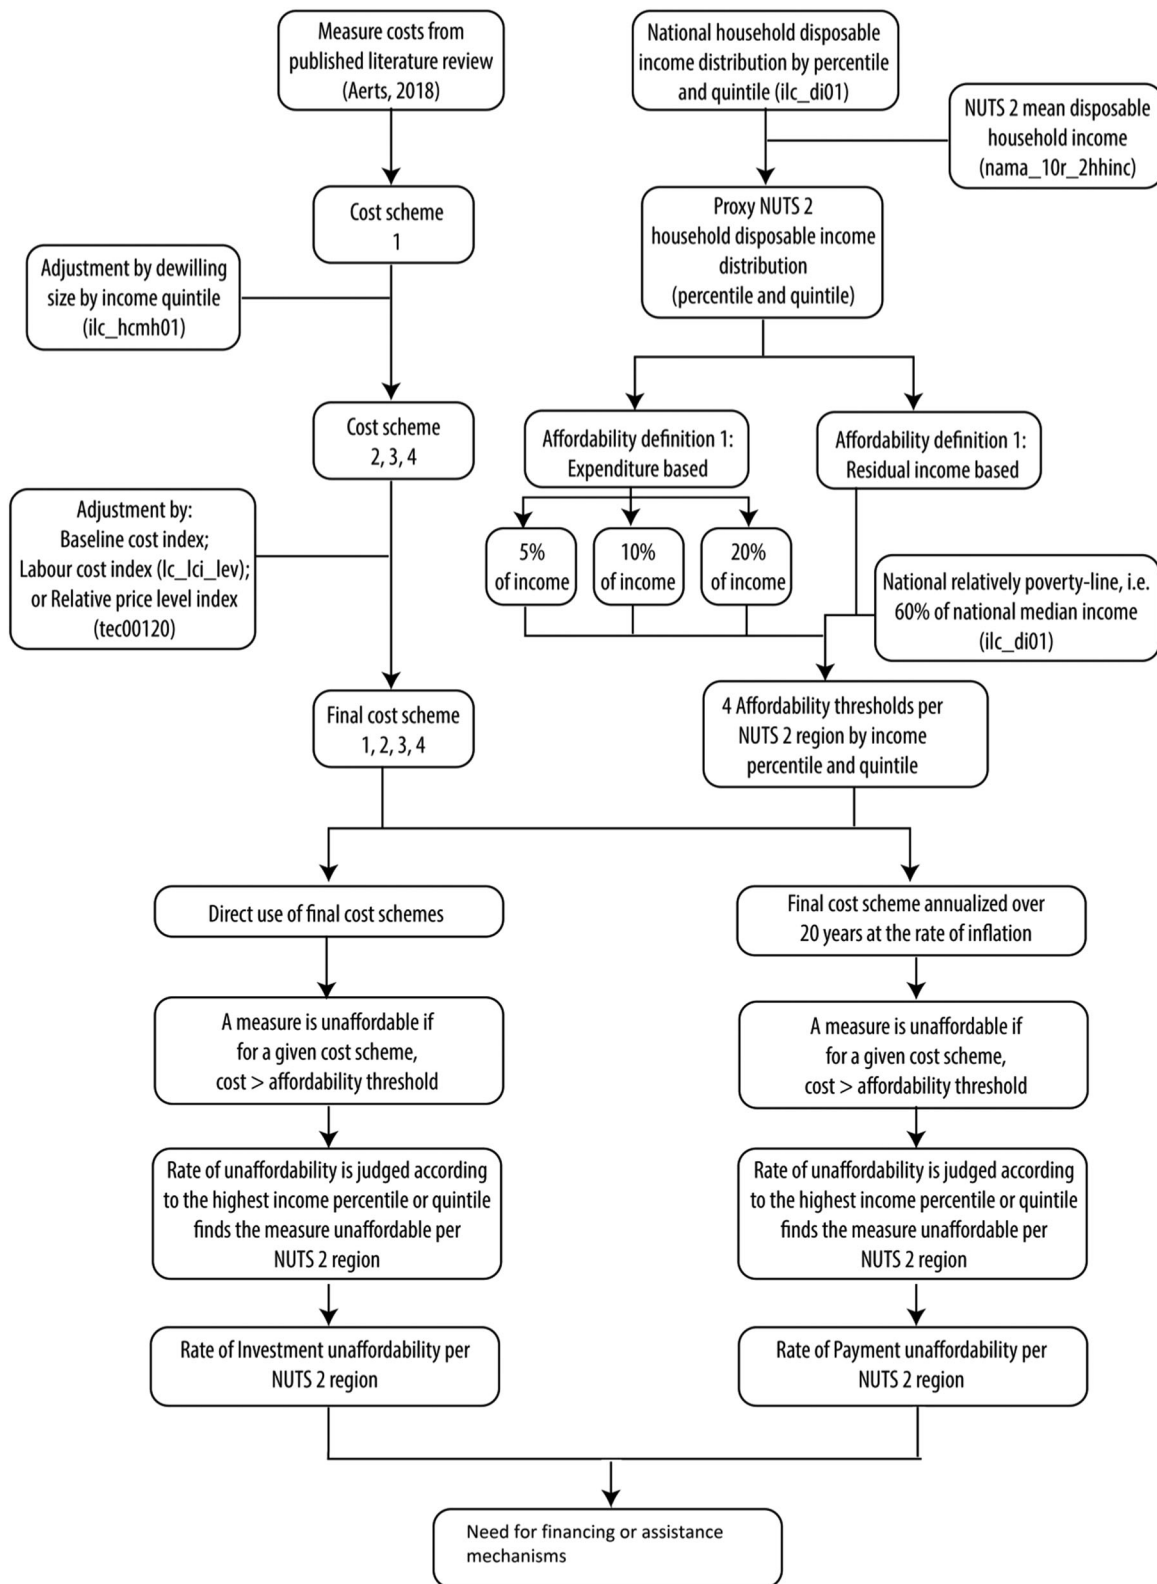 Measure costs from
published literature review
(Aerts, 2018)
National household disposable
income distribution by percentile
and quintile (ilc_di01)
NUTS 2 mean disposable
household income
(nama_10r_2hhinc)
Cost scheme
1
Proxy NUTS 2
household disposable income
distribution
(percentile and quintile)
Adjustment by dewilling
size by income quintile
(ilc_hcmh01)
Cost scheme
2, 3, 4
Affordability definition 1:
Expenditure based
Affordability definition 1:
Residual income based
Adjustment by:
Baseline cost index;
Labour cost index (lc_lci_lev);
or Relative price level index
(tec00120)
5%
of income
10%
of income
20%
of income
National relatively poverty-line, i.e.
60% of national median income
(ilc_di01)
Final cost scheme
1, 2, 3, 4
4 Affordability thresholds per
NUTS 2 region by income
percentile and quintile
Direct use of final cost schemes
Final cost scheme annualized over
20 years at the rate of inflation
A measure is unaffordable if
for a given cost scheme,
cost > affordability threshold
A measure is unaffordable if
for a given cost scheme,
cost > affordability threshold
Rate of unaffordability is judged according
to the highest income percentile or quintile
finds the measure unaffordable per
NUTS 2 region
Rate of unaffordability is judged according
to the highest income percentile or quintile
finds the measure unaffordable per
NUTS 2 region
Rate of Investment unaffordability per
NUTS 2 region
Rate of Payment unaffordability per
NUTS 2 region
Need for financing or assistance
mechanisms